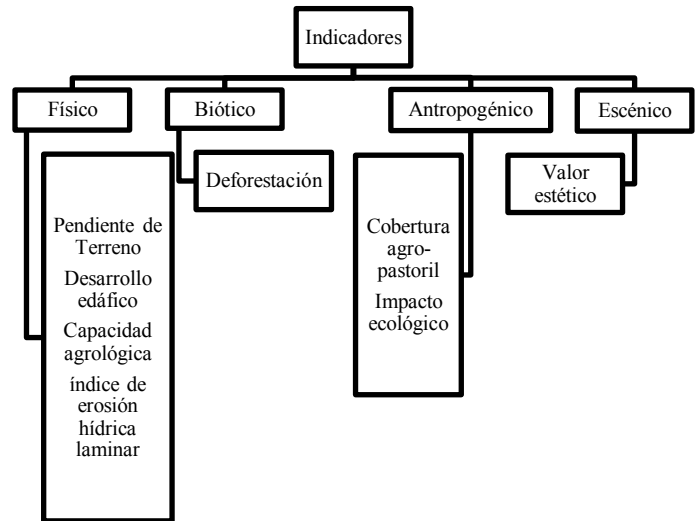 Indicadores
Físico
Biótico
Antropogénico
Escénico
Pendiente de
Terreno
Desarrollo
edáfico
Capacidad
agrológica
índice de
erosión
hídrica
laminar
Deforestación
Cobertura
agro-
pastoril
Impacto
ecológico
Valor
estético